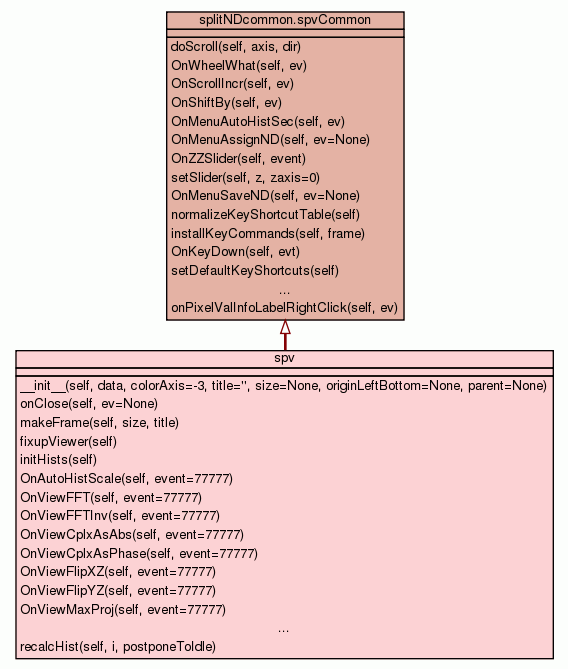 splitNDcommon.spvCommon
doScroll(self, axis, dir)
OnWheelWhat(self, ev)
OnScrollIncr(self, ev)
OnShiftBy(self, ev)
OnMenuAutoHistSec(self, ev)
OnMenuAssignND(self, ev=None)
OnZZSlider(self, event)
setSlider(self, z, zaxis=0)
OnMenuSaveND(self, ev=None)
normalizeKeyShortcutTable(self)
installKeyCommands(self, frame)
OnKeyDown(self, evt)
setDefaultKeyShortcuts(self)
...
onPixelValInfoLabelRightClick(self, ev)
spv
__init__(self, data, colorAxis=-3, title='', size=None, originLeftBottom=None, parent=None)
onClose(self, ev=None)
makeFrame(self, size, title)
fixupViewer(self)
initHists(self)
OnAutoHistScale(self, event=77777)
OnViewFFT(self, event=77777)
OnViewFFTInv(self, event=77777)
OnViewCplxAsAbs(self, event=77777)
OnViewCplxAsPhase(self, event=77777)
OnViewFlipXZ(self, event=77777)
OnViewFlipYZ(self, event=77777)
OnViewMaxProj(self, event=77777)
...
recalcHist(self, i, postponeToIdle)